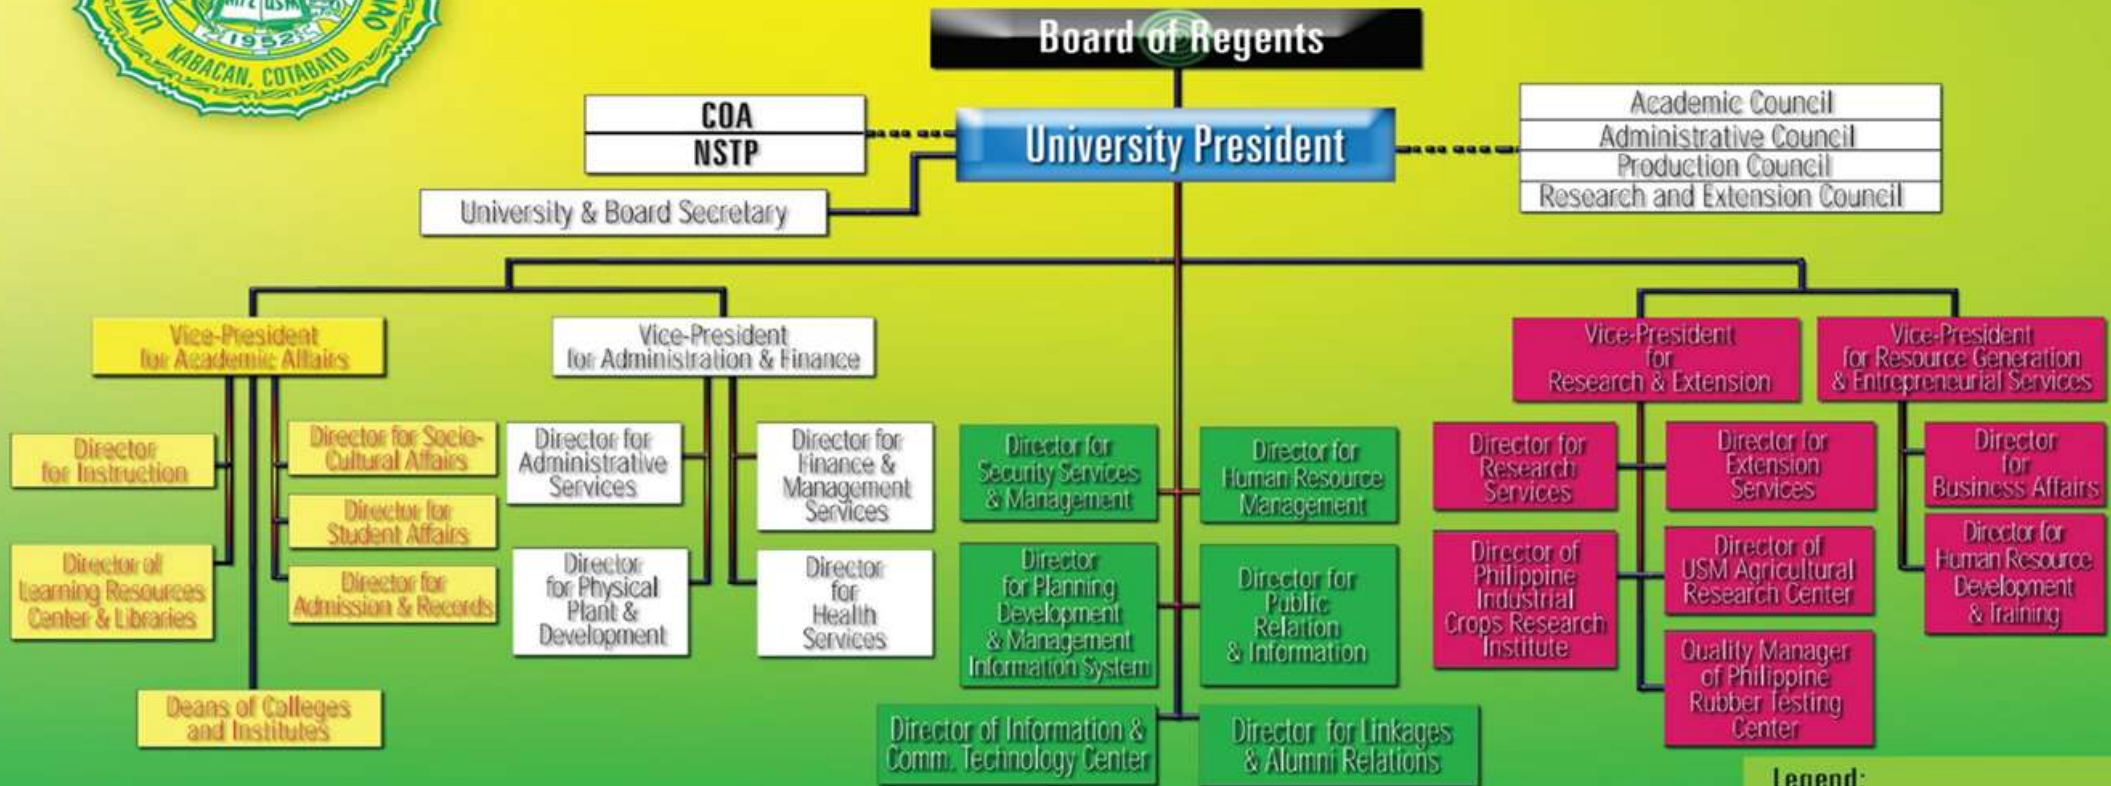 1952
KABACAN, COTABATO
Board of Regents
COA
NSTP
University President
Academic Council
Administrative Council
Production Council
Research and Extension Council
University & Board Secretary
Vice-President
for Academic Affairs
Vice-President
for Administration & Finance
Vice-President
for
Research & Extension
Vice-President
for Resource Generation
& Entrepreneurial Services
Director
for Instruction
Director for Socio-
Cultural Affairs
Director for
Student Affairs
Director of
Learning Resources
Center & Libraries
Director for
Admission & Records
Deans of Colleges
and Institutes
Director for
Administrative
Services
Director for
Finance &
Management
Services
Director
for Physical
Plant &
Development
Director
for
Health
Services
Director for
Security Services
& Management
Director for
Human Resource
Management
Director
for Planning
Development
& Management
Information System
Director for
Public
Relation
& Information
Director of Information &
Comm. Technology Center
Director for Linkages
& Alumni Relations
Director for
Research
Services
Director for
Extension
Services
Director of
Philippine
Industrial
Crops Research
Institute
Director of
USM Agricultural
Research Center
Quality Manager
of Philippine
Rubber Testing
Center
Director
for
Business Affairs
Director for
Human Resource
Development
& Training
Legend: